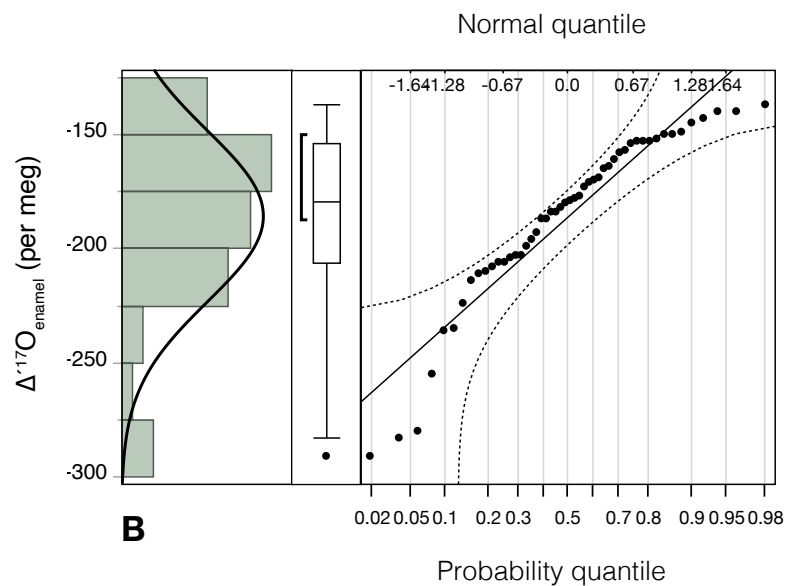 Normal quantile
-1.64 -1.28 -0.67 0.0 0.67 1.28 1.64
-150
-200
-250
-300
Δ´¹⁷Oenamel (per meg)
0.02 0.05 0.1 0.2 0.3 0.5 0.7 0.8 0.9 0.95 0.98
B
Probability quantile